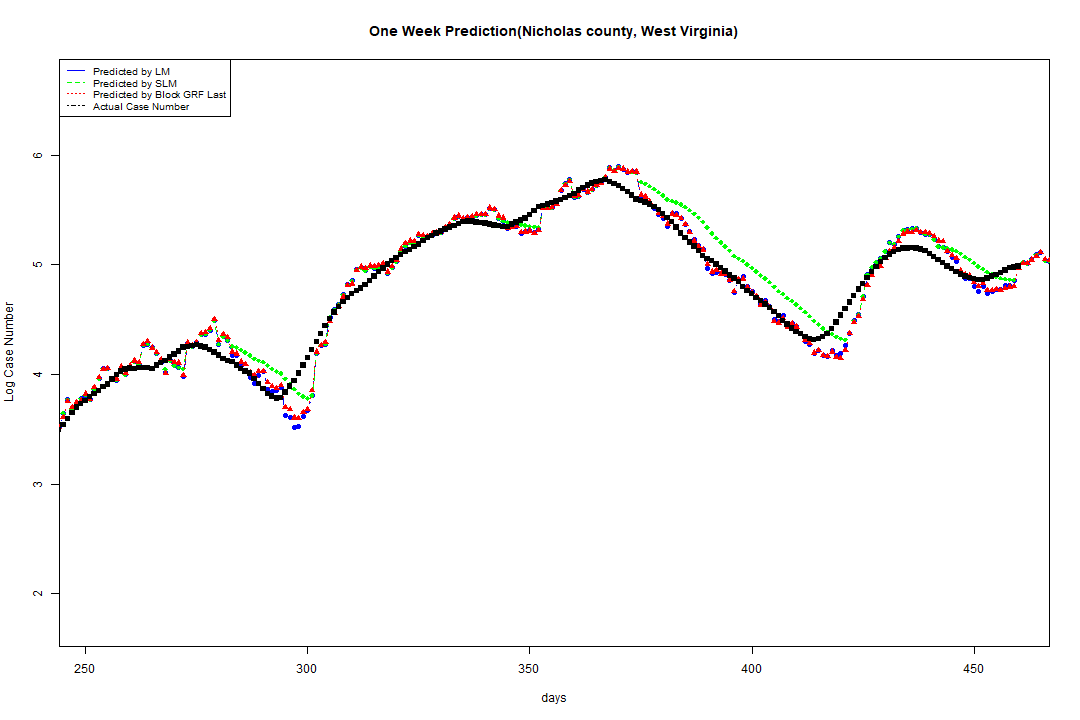 One Week Prediction(Nicholas county, West Virginia)
Predicted by LM
Predicted by SLM
Predicted by Block GRF Last
Actual Case Number
6
5
4
3
2
Log Case Number
250 300 350 400 450
days